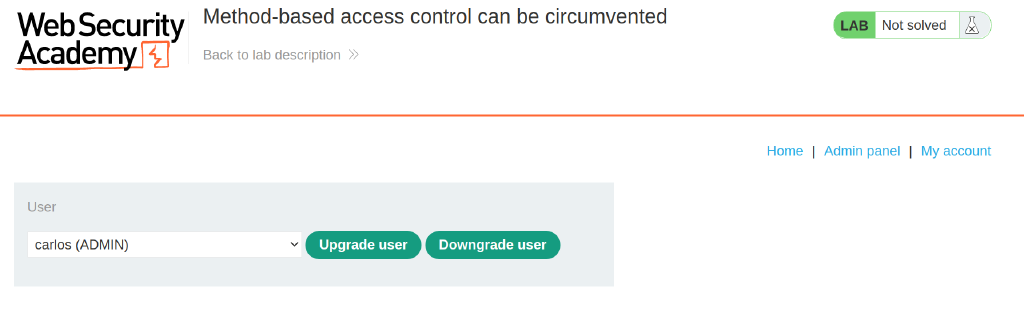 Web Security
Academy
Method-based access control can be circumvented
Back to lab description
LAB Not solved
Home | Admin panel | My account
User
carlos (ADMIN) Upgrade user Downgrade user